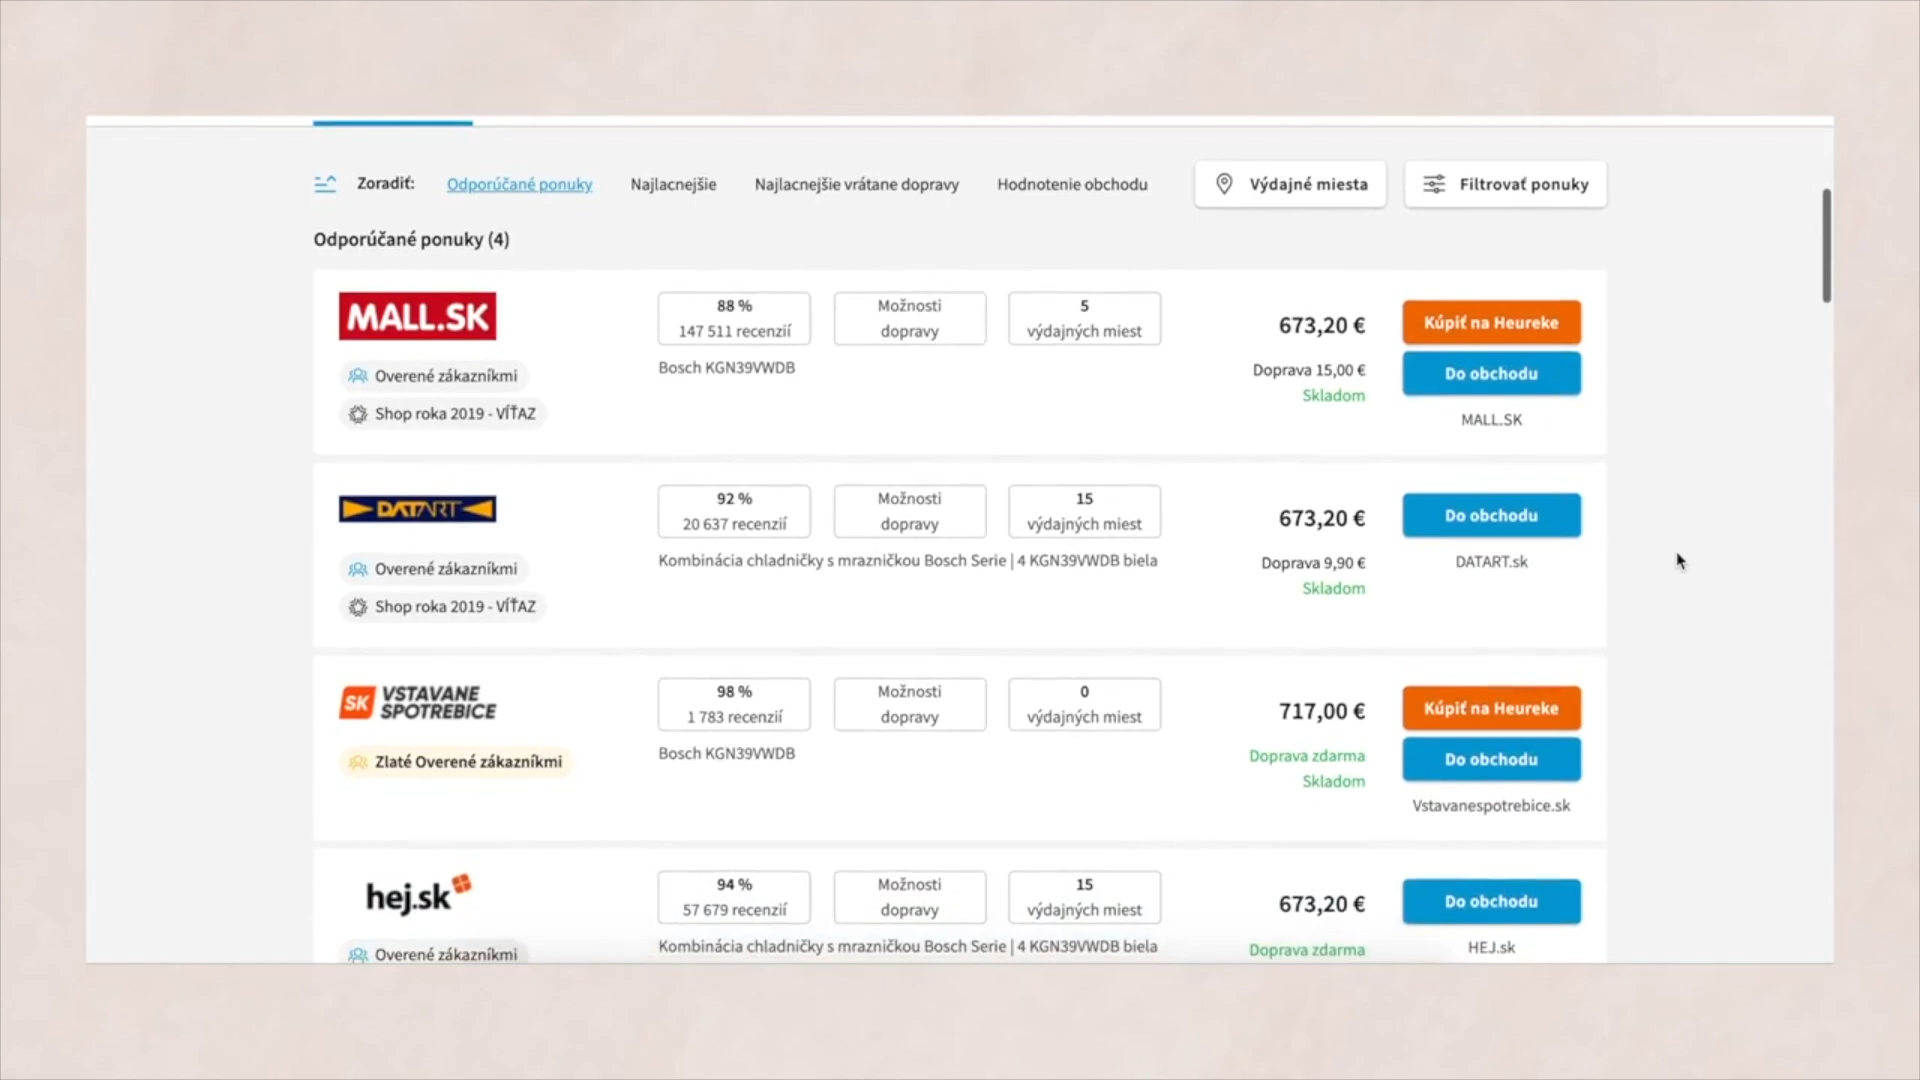 Zoradiť: Odporúčané ponuky Najlacnejšie Najlacnejšie vrátane dopravy Hodnotenie obchodu Výdajné miesta Filtrovať ponuky
Odporúčané ponuky (4)
MALL.SK
Overené zákazníkmi
Shop roka 2019 - VÍŤAZ
88 %
147 511 recenzií
Možnosti
dopravy
5
výdajných miest
Bosch KGN39VWDB
673,20 €
Doprava 15,00 €
Skladom
Kúpiť na Heureke
Do obchodu
MALL.SK
DATART
Overené zákazníkmi
Shop roka 2019 - VÍŤAZ
92 %
20 637 recenzií
Možnosti
dopravy
15
výdajných miest
Kombinácia chladničky s mrazničkou Bosch Serie | 4 KGN39VWDB biela
673,20 €
Doprava 9,90 €
Skladom
Do obchodu
DATART.sk
SK VSTAVANE
SPOTREBICE
Zlaté Overené zákazníkmi
98 %
1 783 recenzií
Možnosti
dopravy
0
výdajných miest
Bosch KGN39VWDB
717,00 €
Doprava zdarma
Skladom
Kúpiť na Heureke
Do obchodu
Vstavanespotrebice.sk
hej.sk
Overené zákazníkmi
94 %
57 679 recenzií
Možnosti
dopravy
15
výdajných miest
Kombinácia chladničky s mrazničkou Bosch Serie | 4 KGN39VWDB biela
673,20 €
Doprava zdarma
Do obchodu
HEJ.sk